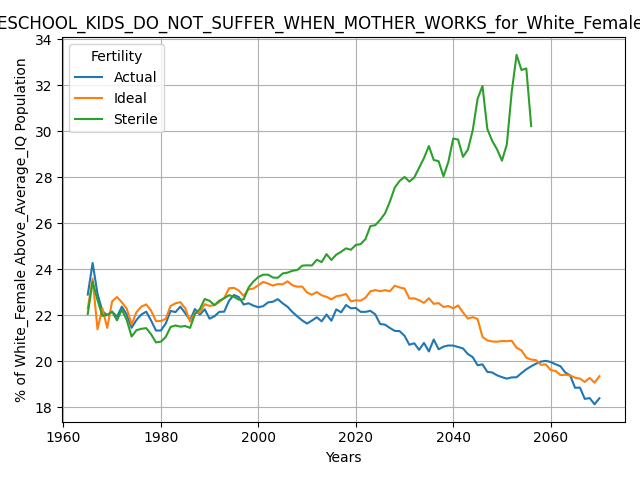 ESCHOOL_KIDS_DO_NOT_SUFFER_WHEN_MOTHER_WORKS_for_White_Female
% of White_Female Above_Average_IQ Population
34
32
30
28
26
24
22
20
18
Fertility
Actual
Ideal
Sterile
1960
1980
2000
2020
2040
2060
Years